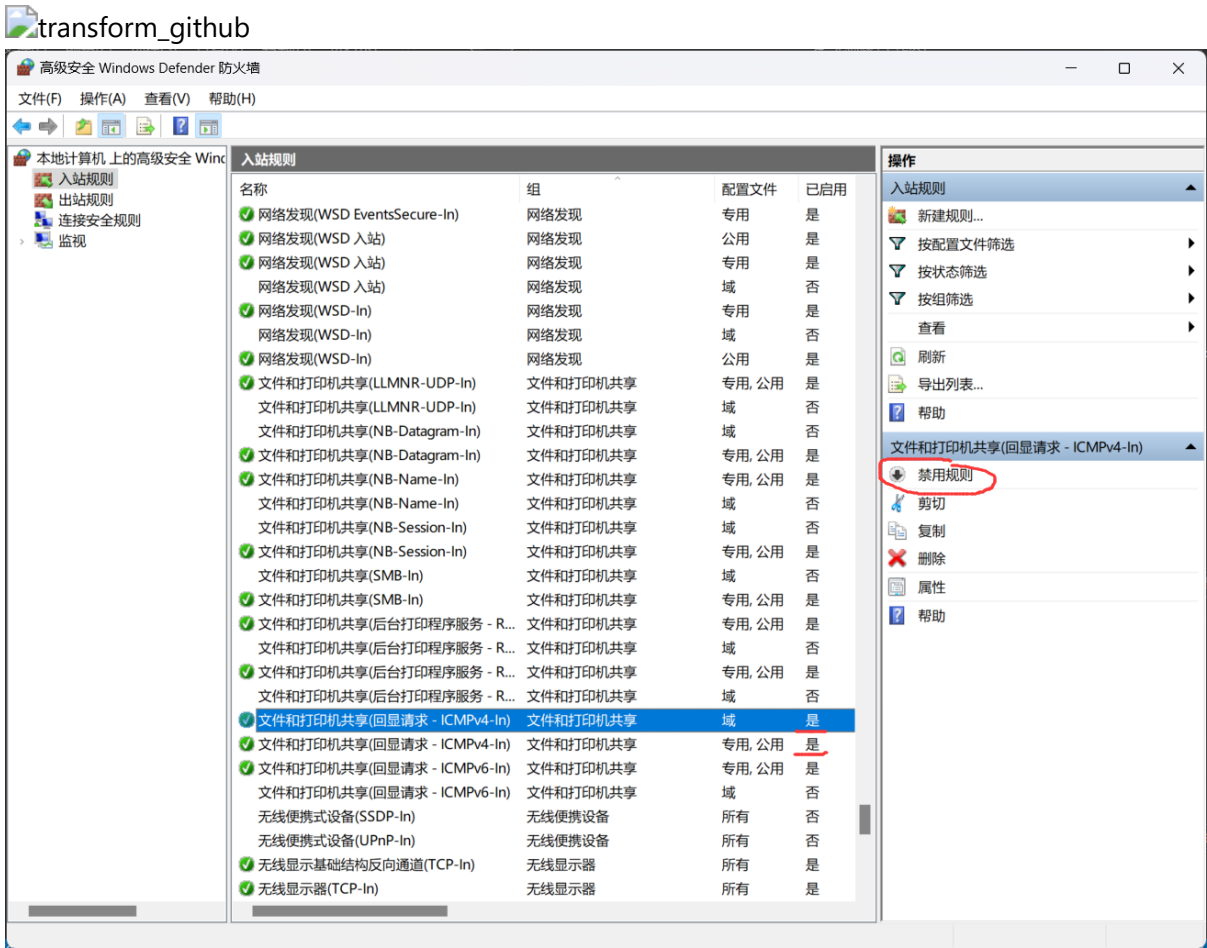 transform_github
高级安全 Windows Defender 防火墙
文件(F) 操作(A) 查看(V) 帮助(H)
本地计算机 上的高级安全 Wind
入站规则
出站规则
连接安全规则
监视
入站规则
名称 组 配置文件 已启用
网络发现(WSD EventsSecure-In) 网络发现 专用 是
网络发现(WSD 入站) 网络发现 公用 是
网络发现(WSD 入站) 网络发现 专用 是
网络发现(WSD 入站) 网络发现 域 否
网络发现(WSD-In) 网络发现 专用 是
网络发现(WSD-In) 网络发现 域 否
网络发现(WSD-In) 网络发现 公用 是
文件和打印机共享(LLMNR-UDP-In) 文件和打印机共享 专用, 公用 是
文件和打印机共享(LLMNR-UDP-In) 文件和打印机共享 域 否
文件和打印机共享(NB-Datagram-In) 文件和打印机共享 域 否
文件和打印机共享(NB-Datagram-In) 文件和打印机共享 专用, 公用 是
文件和打印机共享(NB-Name-In) 文件和打印机共享 专用, 公用 是
文件和打印机共享(NB-Name-In) 文件和打印机共享 域 否
文件和打印机共享(NB-Session-In) 文件和打印机共享 域 否
文件和打印机共享(NB-Session-In) 文件和打印机共享 专用, 公用 是
文件和打印机共享(SMB-In) 文件和打印机共享 域 否
文件和打印机共享(SMB-In) 文件和打印机共享 专用, 公用 是
文件和打印机共享(后台打印程序服务 - R... 文件和打印机共享 专用, 公用 是
文件和打印机共享(后台打印程序服务 - R... 文件和打印机共享 域 否
文件和打印机共享(后台打印程序服务 - R... 文件和打印机共享 专用, 公用 是
文件和打印机共享(后台打印程序服务 - R... 文件和打印机共享 域 否
文件和打印机共享(回显请求 - ICMPv4-In) 文件和打印机共享 域 是
文件和打印机共享(回显请求 - ICMPv4-In) 文件和打印机共享 专用, 公用 是
文件和打印机共享(回显请求 - ICMPv6-In) 文件和打印机共享 专用, 公用 是
文件和打印机共享(回显请求 - ICMPv6-In) 文件和打印机共享 域 否
无线便携式设备(SSDP-In) 无线便携设备 所有 否
无线便携式设备(UPnP-In) 无线便携设备 所有 否
无线显示基础结构反向通道(TCP-In) 无线显示器 所有 是
无线显示器(TCP-In) 无线显示器 所有 是
操作
入站规则
新建规则...
按配置文件筛选
按状态筛选
按组筛选
查看
刷新
导出列表...
帮助
文件和打印机共享(回显请求 - ICMPv4-In)
禁用规则
剪切
复制
删除
属性
帮助